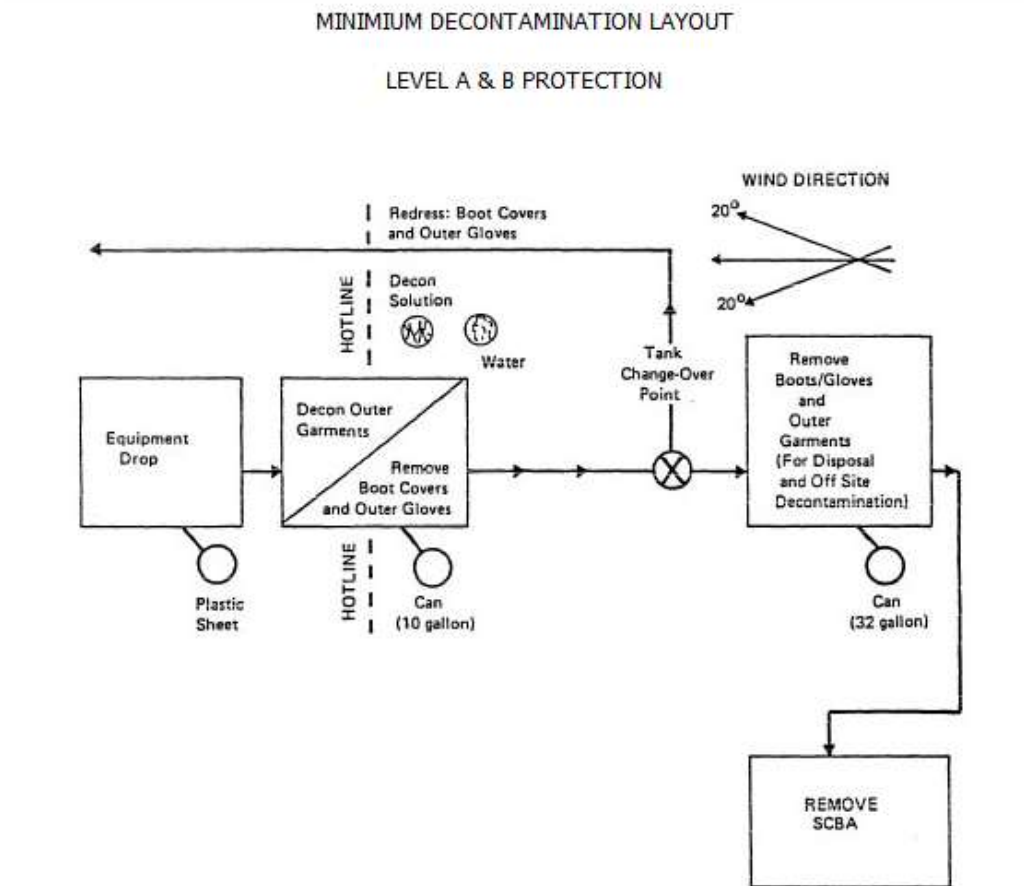 MINIMIUM DECONTAMINATION LAYOUT
LEVEL A & B PROTECTION
WIND DIRECTION
20°
20°
Redress: Boot Covers
and Outer Gloves
HOTLINE
Decon
Solution
Water
Tank
Change-Over
Point
Equipment
Drop
Decon Outer
Garments
Remove
Boot Covers
and Outer Gloves
X
Remove
Boots/Gloves
and
Outer
Garments
(For Disposal
and Off Site
Decontamination)
Plastic
Sheet
HOTLINE
Can
(10 gallon)
Can
(32 gallon)
REMOVE
SCBA